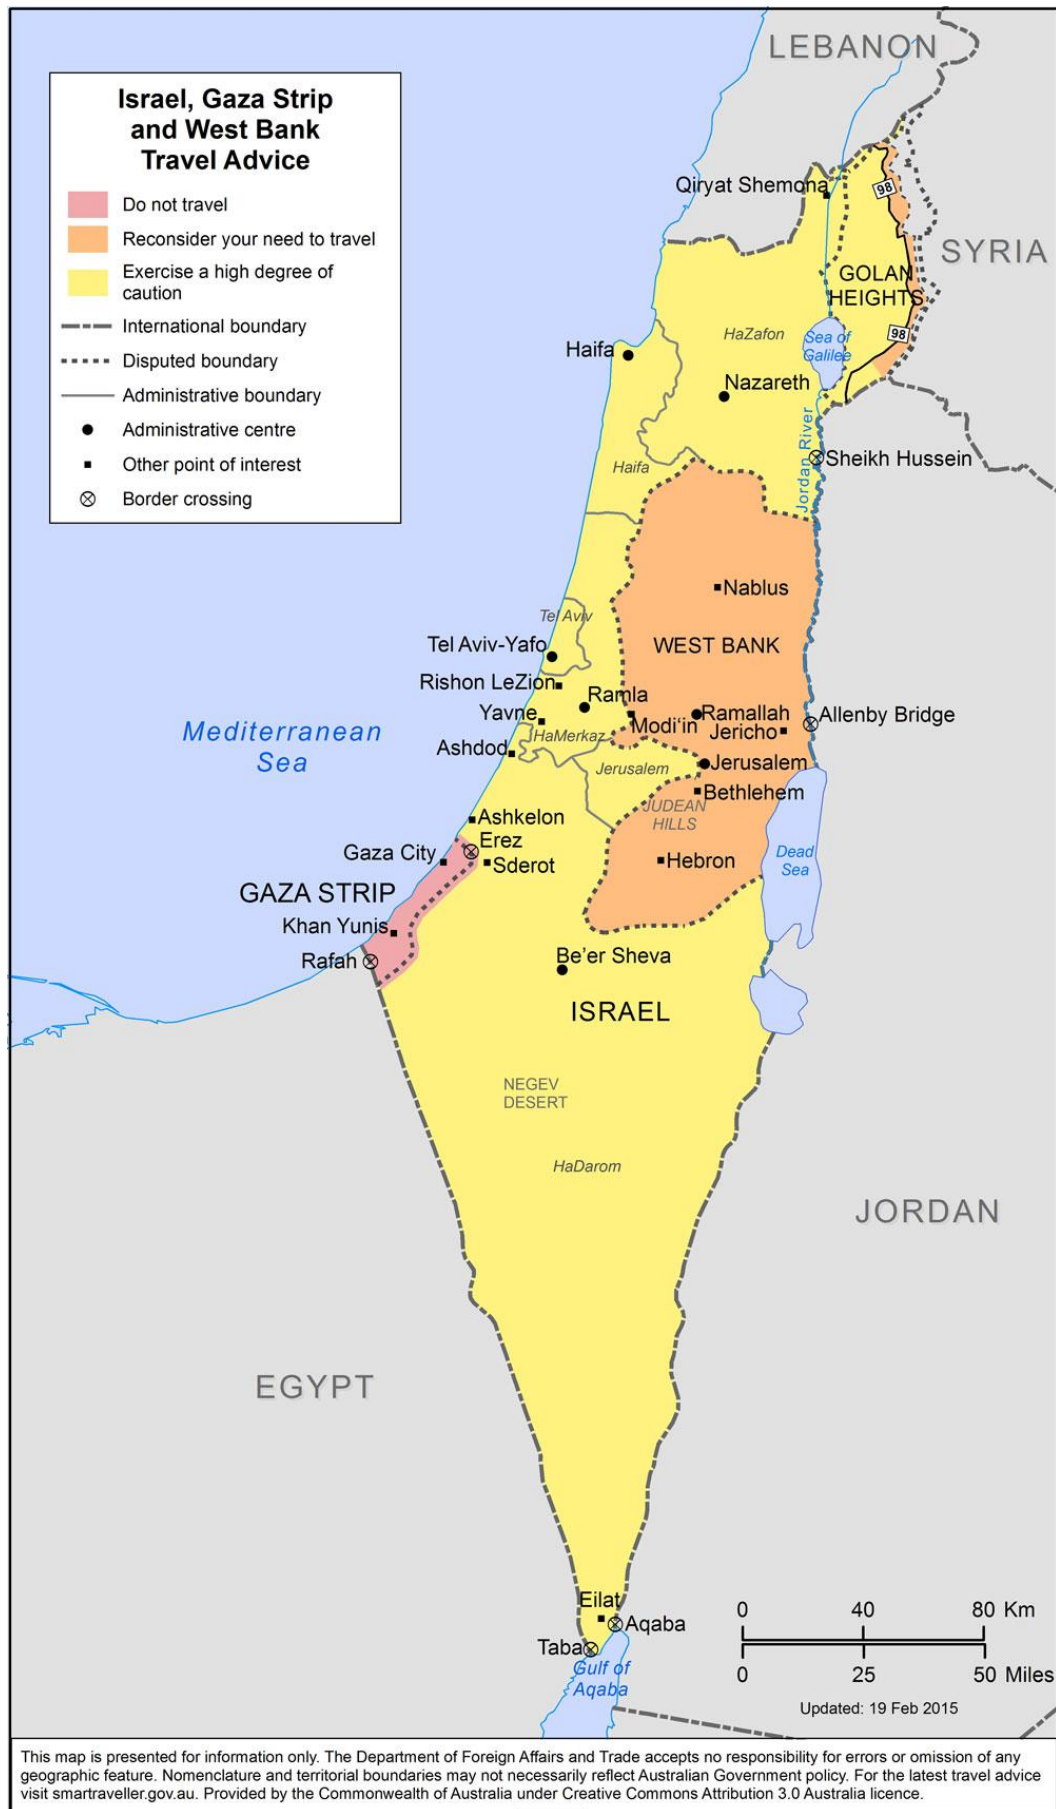 LEBANON
Israel, Gaza Strip
and West Bank
Travel Advice
Do not travel
Reconsider your need to travel
Exercise a high degree of
caution
International boundary
Disputed boundary
Administrative boundary
Administrative centre
Other point of interest
Border crossing
Qiryat Shemona
98
SYRIA
GOLAN
HEIGHTS
HaZafon
Sea of
Galilee
98
Haifa
Nazareth
Jordan River
Sheikh Hussein
Haifa
Nablus
Tel Aviv
Tel Aviv-Yafo
WEST BANK
Rishon LeZion
Ramla
Yavne
Modi‘in
Ramallah
Allenby Bridge
Jericho
HaMerkaz
Mediterranean
Sea
Ashdod
Jerusalem
Jerusalem
Bethlehem
JUDEAN
HILLS
Ashkelon
Erez
Gaza City
Sderot
Hebron
Dead
Sea
GAZA STRIP
Khan Yunis
Rafah
Be’er Sheva
ISRAEL
NEGEV
DESERT
HaDarom
JORDAN
EGYPT
Eilat
Aqaba
Taba
Gulf of
Aqaba
0 40 80 Km
0 25 50 Miles
Updated: 19 Feb 2015
This map is presented for information only. The Department of Foreign Affairs and Trade accepts no responsibility for errors or omission of any
geographic feature. Nomenclature and territorial boundaries may not necessarily reflect Australian Government policy. For the latest travel advice
visit smartraveller.gov.au. Provided by the Commonwealth of Australia under Creative Commons Attribution 3.0 Australia licence.